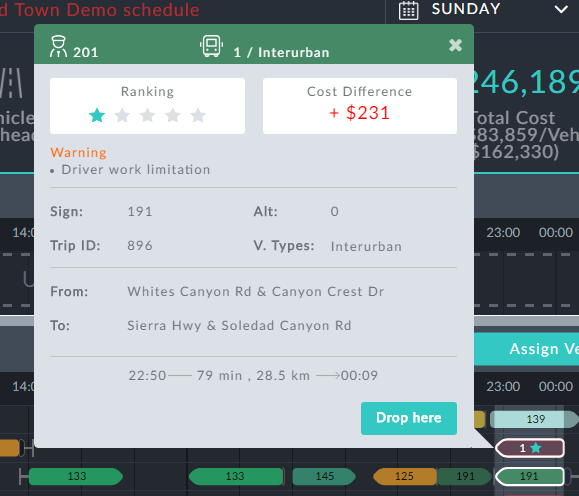 d Town Demo schedule
SUNDAY
201
1 / Interurban
246,189
Ranking
Cost Difference
+ $231
Total Cost
$83,859/Veh
$162,330)
Warning
• Driver work limitation
Sign: 191 Alt: 0
Trip ID: 896 V. Types: Interurban
14:0
23:00 00:00
U
From: Whites Canyon Rd & Canyon Crest Dr
To: Sierra Hwy & Soledad Canyon Rd
Assign Ve
22:50 79 min , 28.5 km 00:09
14:0
23:00 00:00
Drop here
139
1
133 133 145 125 191 191